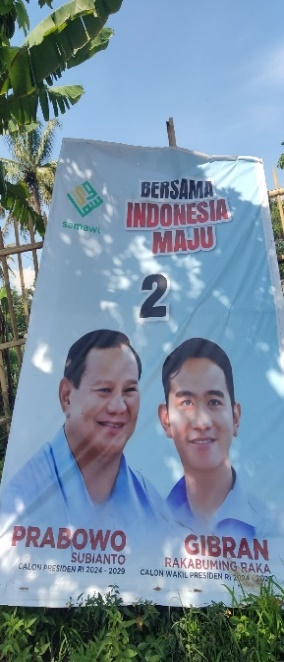 samawi
BERSAMA
INDONESIA
MAJU
2
PRABOWO
SUBIANTO
CALON PRESIDEN RI 2024 - 2029
GIBRAN
RAKABUMING RAKA
CALON WAKIL PRESIDEN RI 2024 - 2029